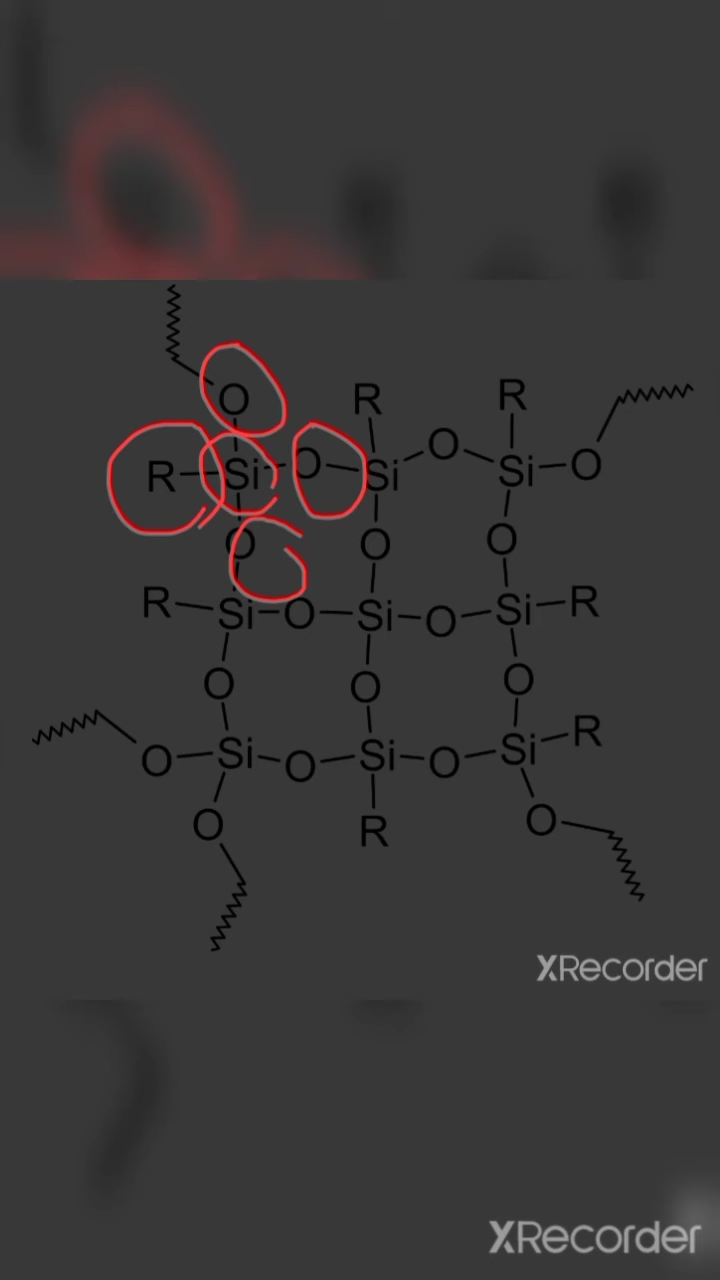 O R R
R Si O Si O Si O
O O O
R Si O Si O Si R
O O O
O Si O Si O Si R
O R O
XRecorder
XRecorder